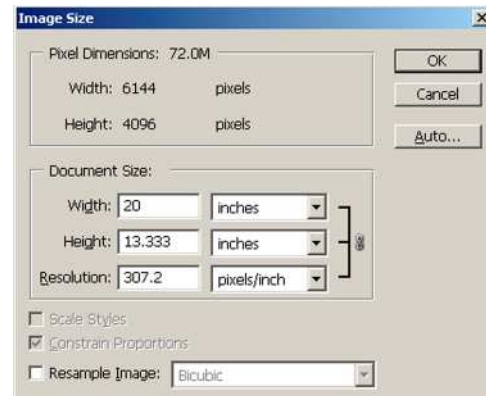 Image Size
Pixel Dimensions: 72.0M
OK
Width: 6144 pixels
Cancel
Height: 4096 pixels
Auto...
Document Size:
Width: 20 inches
Height: 13.333 inches
Resolution: 307.2 pixels/inch
Scale Styles
Constrain Proportions
Resample Image: Bicubic